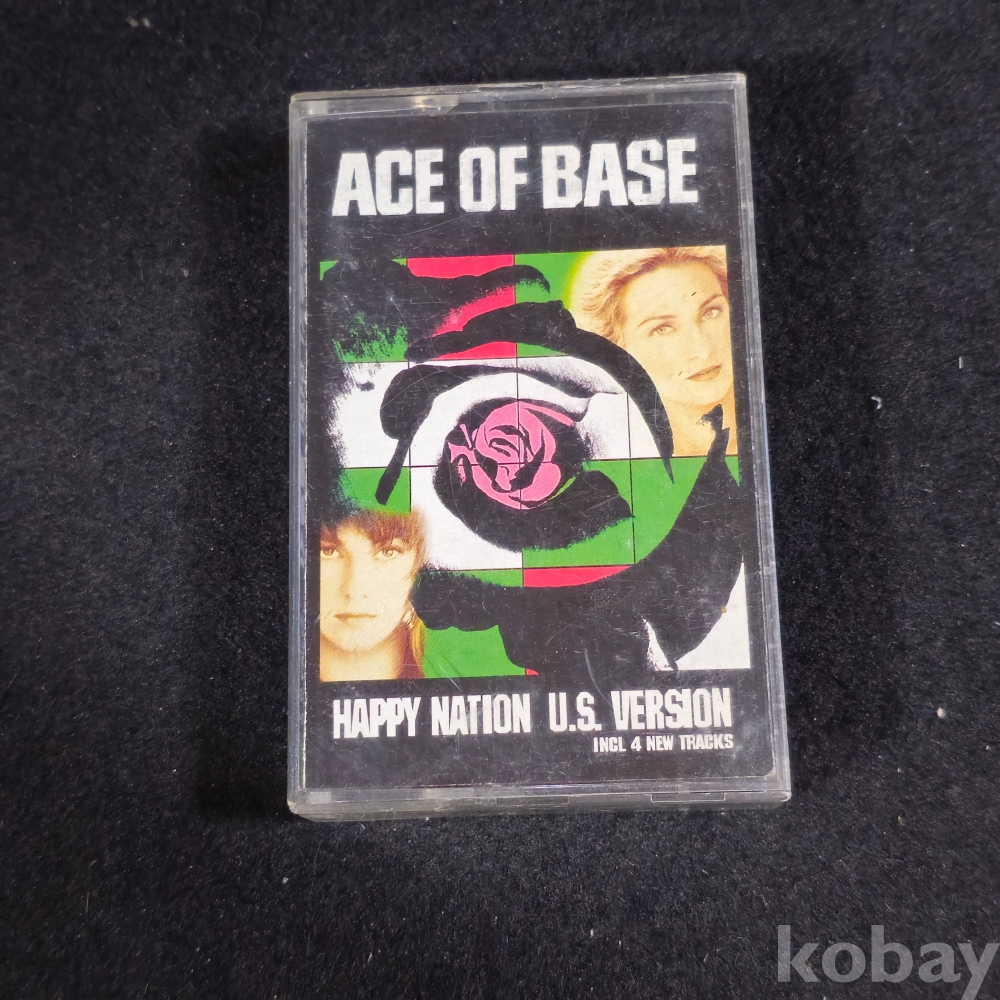 ACE OF BASE
HAPPY NATION U.S. VERSION
INCL 4 NEW TRACKS
kobay